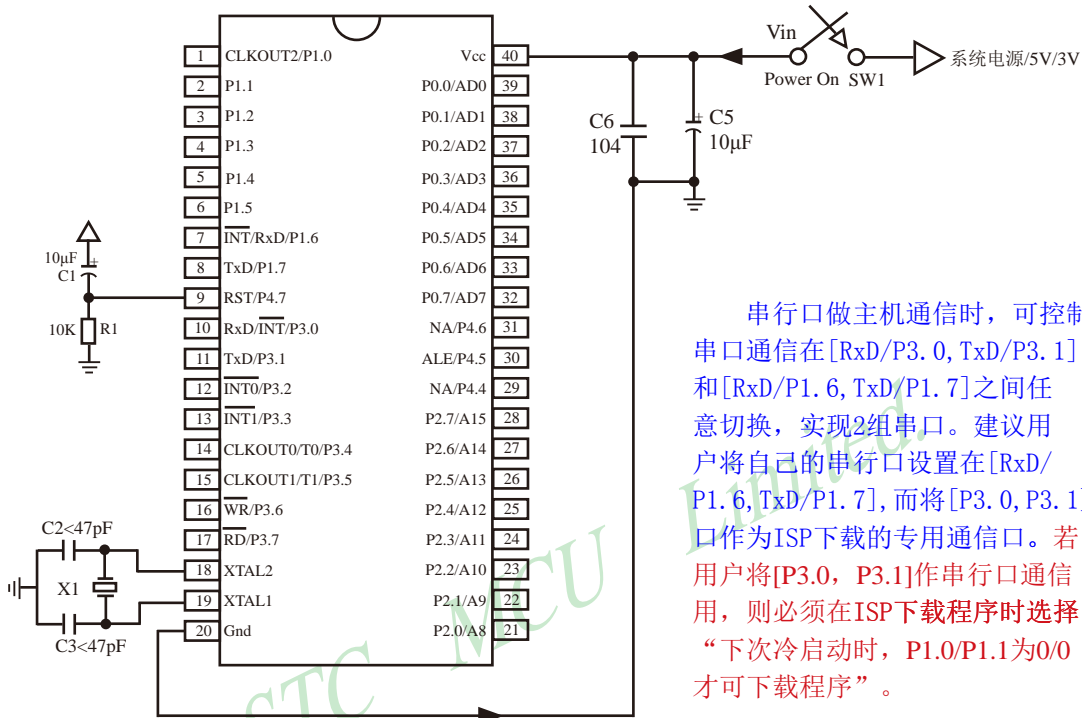 1 CLKOUT2/P1.0
2 P1.1
3 P1.2
4 P1.3
5 P1.4
6 P1.5
7 INT/RxD/P1.6
8 TxD/P1.7
9 RST/P4.7
10 RxD/INT/P3.0
11 TxD/P3.1
12 INT0/P3.2
13 INT1/P3.3
14 CLKOUT0/T0/P3.4
15 CLKOUT1/T1/P3.5
16 WR/P3.6
17 RD/P3.7
18 XTAL2
19 XTAL1
20 Gnd
Vcc 40
P0.0/AD0 39
P0.1/AD1 38
P0.2/AD2 37
P0.3/AD3 36
P0.4/AD4 35
P0.5/AD5 34
P0.6/AD6 33
P0.7/AD7 32
NA/P4.6 31
ALE/P4.5 30
NA/P4.4 29
P2.7/A15 28
P2.6/A14 27
P2.5/A13 26
P2.4/A12 25
P2.3/A11 24
P2.2/A10 23
P2.1/A9 22
P2.0/A8 21
10μF
C1
10K R1
C2<47pF
X1
C3<47pF
C6
104
C5
10μF
Vin
Power On SW1
系统电源/5V/3V
串行口做主机通信时，可控制
串口通信在[RxD/P3.0,TxD/P3.1]
和[RxD/P1.6,TxD/P1.7]之间任
意切换，实现2组串口。建议用
户将自己的串行口设置在[RxD/
P1.6,TxD/P1.7],而将[P3.0,P3.1]
口作为ISP下载的专用通信口。若
用户将[P3.0，P3.1]作串行口通信
用，则必须在ISP下载程序时选择
“下次冷启动时，P1.0/P1.1为0/0
才可下载程序”。
STC MCU Limited.